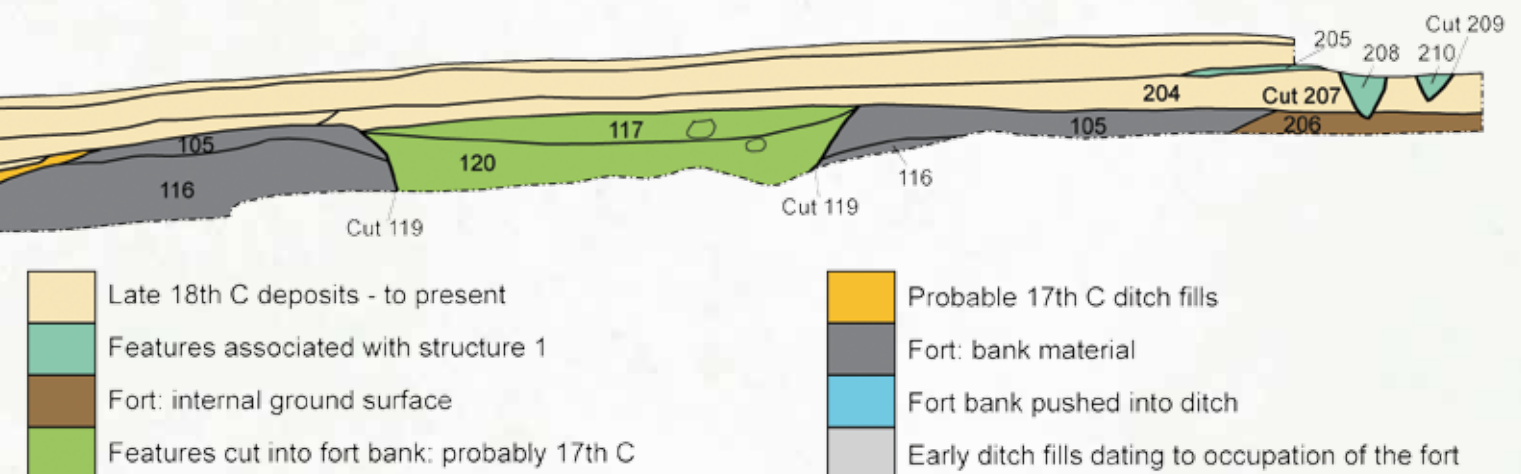 Cut 209
205
208
210
204
Cut 207
117
105
105
206
120
116
116
Cut 119
Cut 119
Late 18th C deposits - to present
Features associated with structure 1
Fort: internal ground surface
Features cut into fort bank: probably 17th C
Probable 17th C ditch fills
Fort: bank material
Fort bank pushed into ditch
Early ditch fills dating to occupation of the fort